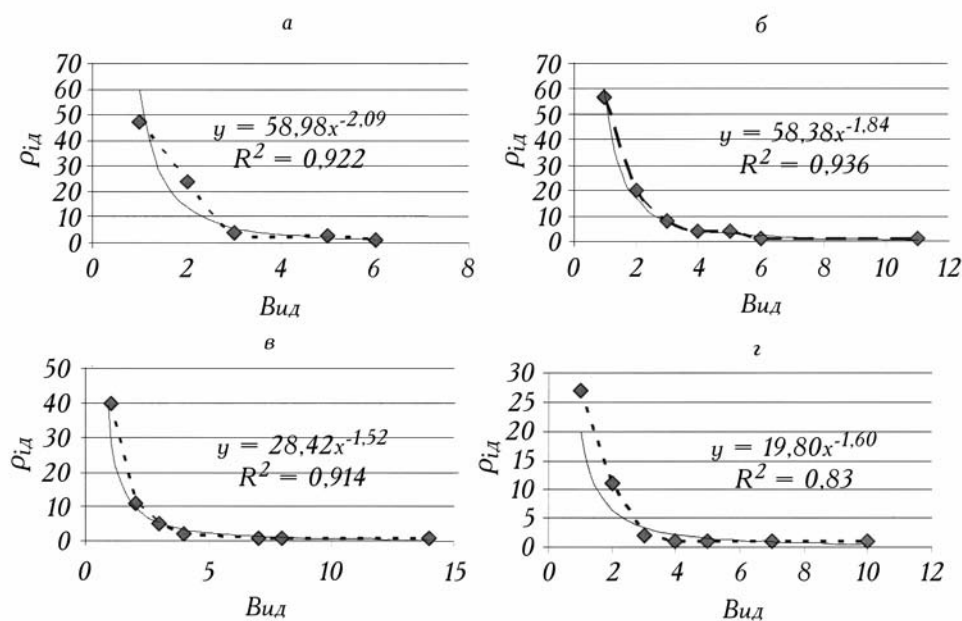 а
70
60
50
40
30
20
10
0
y = 58,98x^-2,09
R² = 0,922
ρiд
0 2 4 6 8
Вид
б
70
60
50
40
30
20
10
0
y = 58,38x^-1,84
R² = 0,936
ρiд
0 2 4 6 8 10 12
Вид
в
50
40
30
20
10
0
y = 28,42x^-1,52
R² = 0,914
ρiд
0 5 10 15
Вид
г
30
25
20
15
10
5
0
y = 19,80x^-1,60
R² = 0,83
ρiд
0 2 4 6 8 10 12
Вид